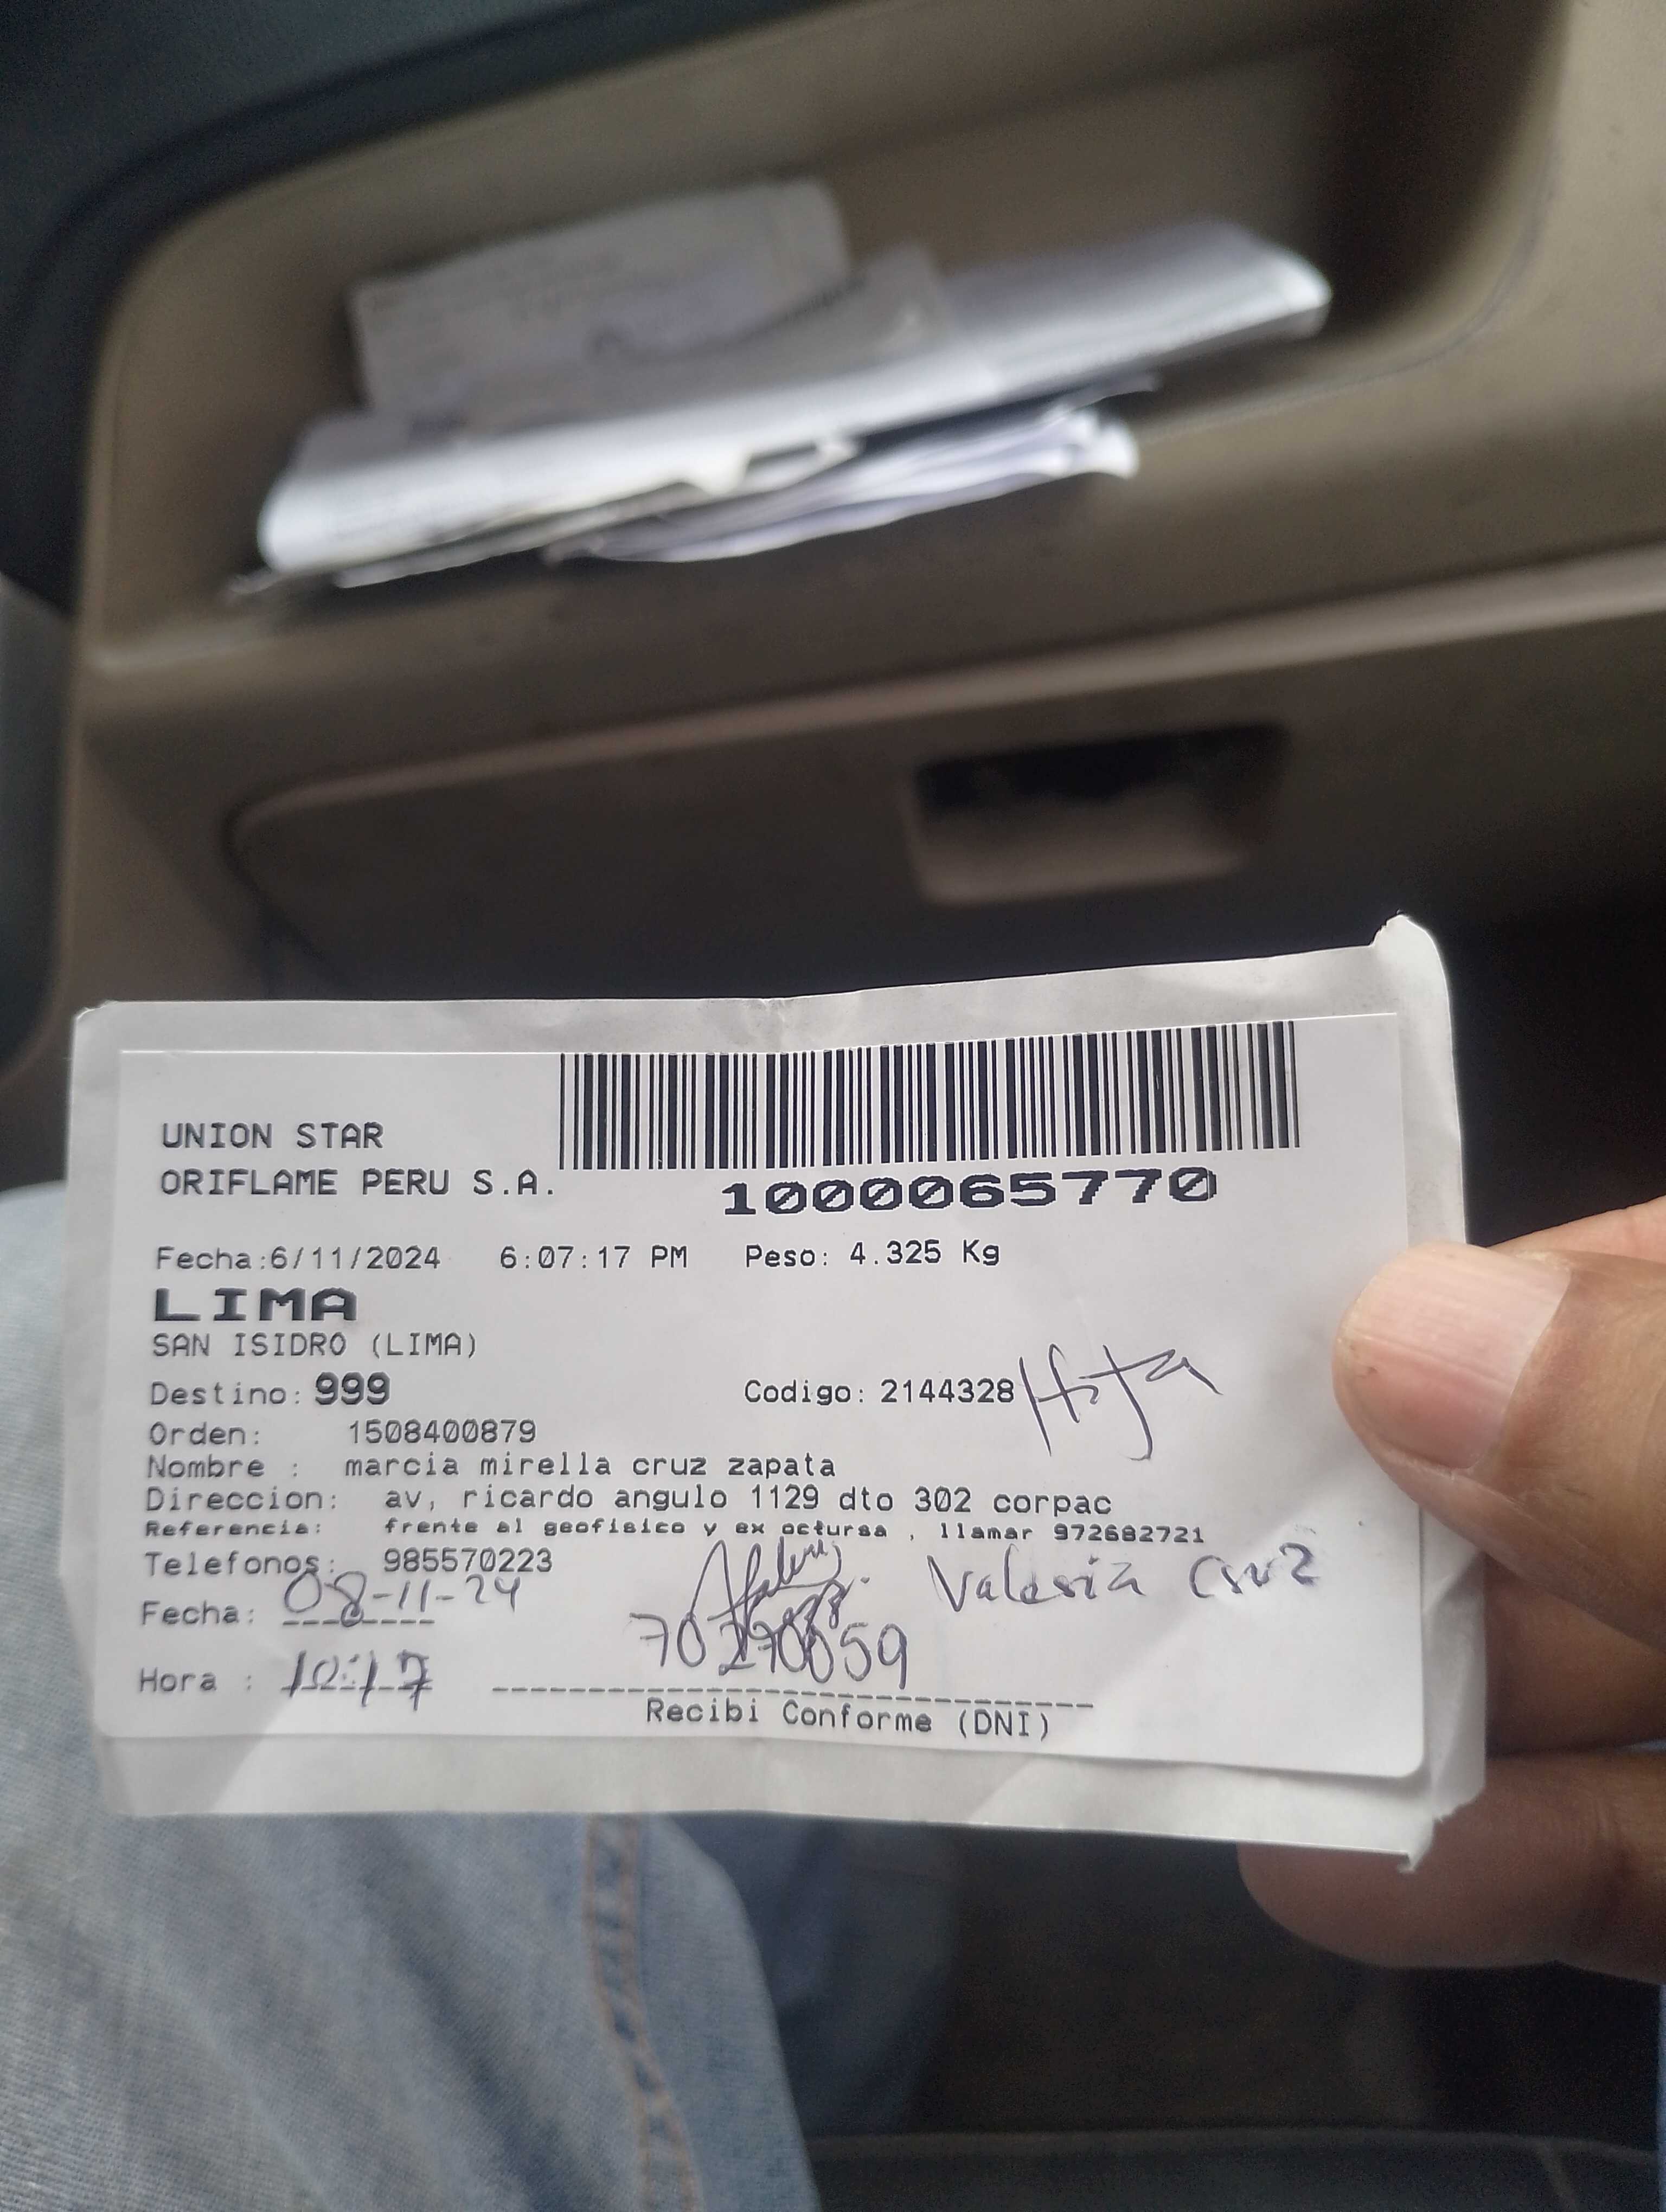 UNION STAR
ORIFLAME PERU S.A.
1000065770
Fecha:6/11/2024 6:07:17 PM Peso: 4.325 Kg
LIMA
SAN ISIDRO (LIMA)
Destino: 999 Codigo: 2144328 Hija
Orden: 1508400879
Nombre : marcia mirella cruz zapata
Direccion: av, ricardo angulo 1129 dto 302 corpac
Referencia: frente al geofisico y ex octursa , llamar 972682721
Telefonos: 985570223
Valesia Cruz
Fecha: 08-11-24
Hora :
Recibi Conforme (DNI)